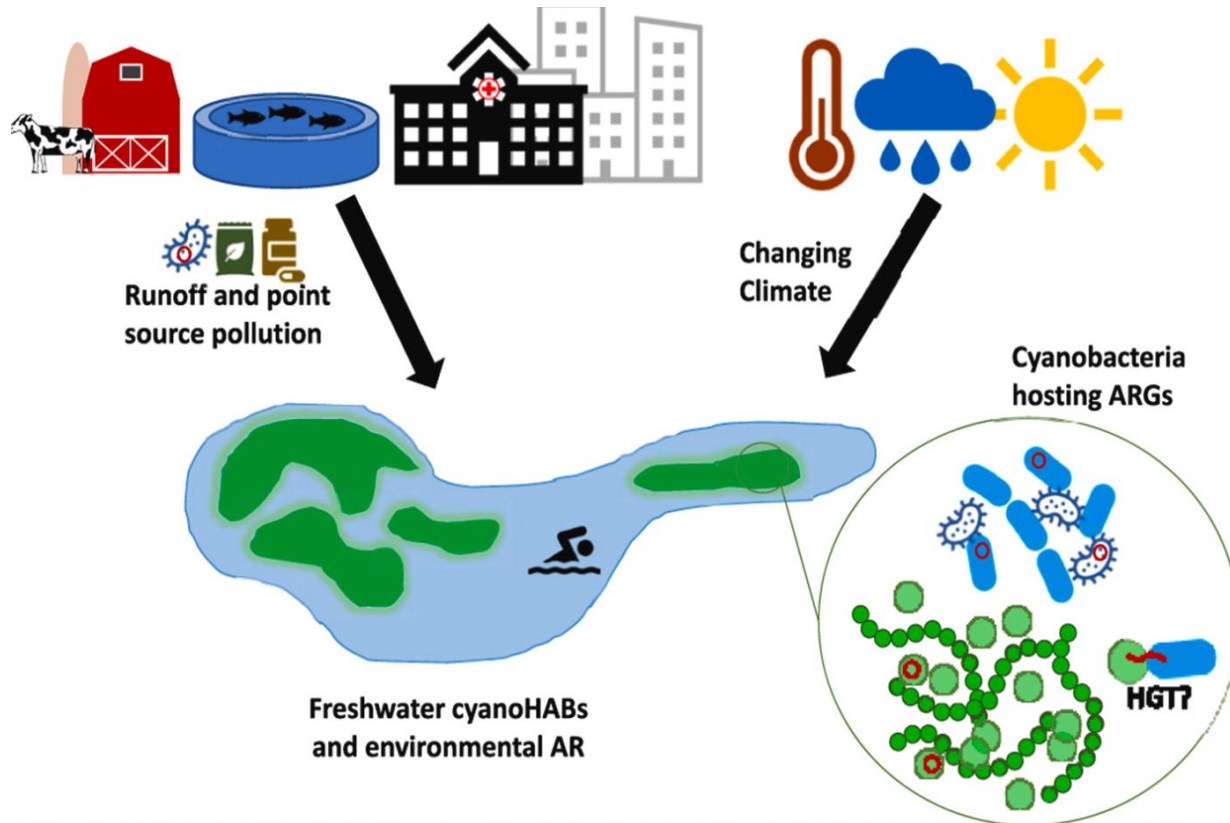 Runoff and point
source pollution
Changing
Climate
Cyanobacteria
hosting ARGs
HGT?
Freshwater cyanoHABs
and environmental AR